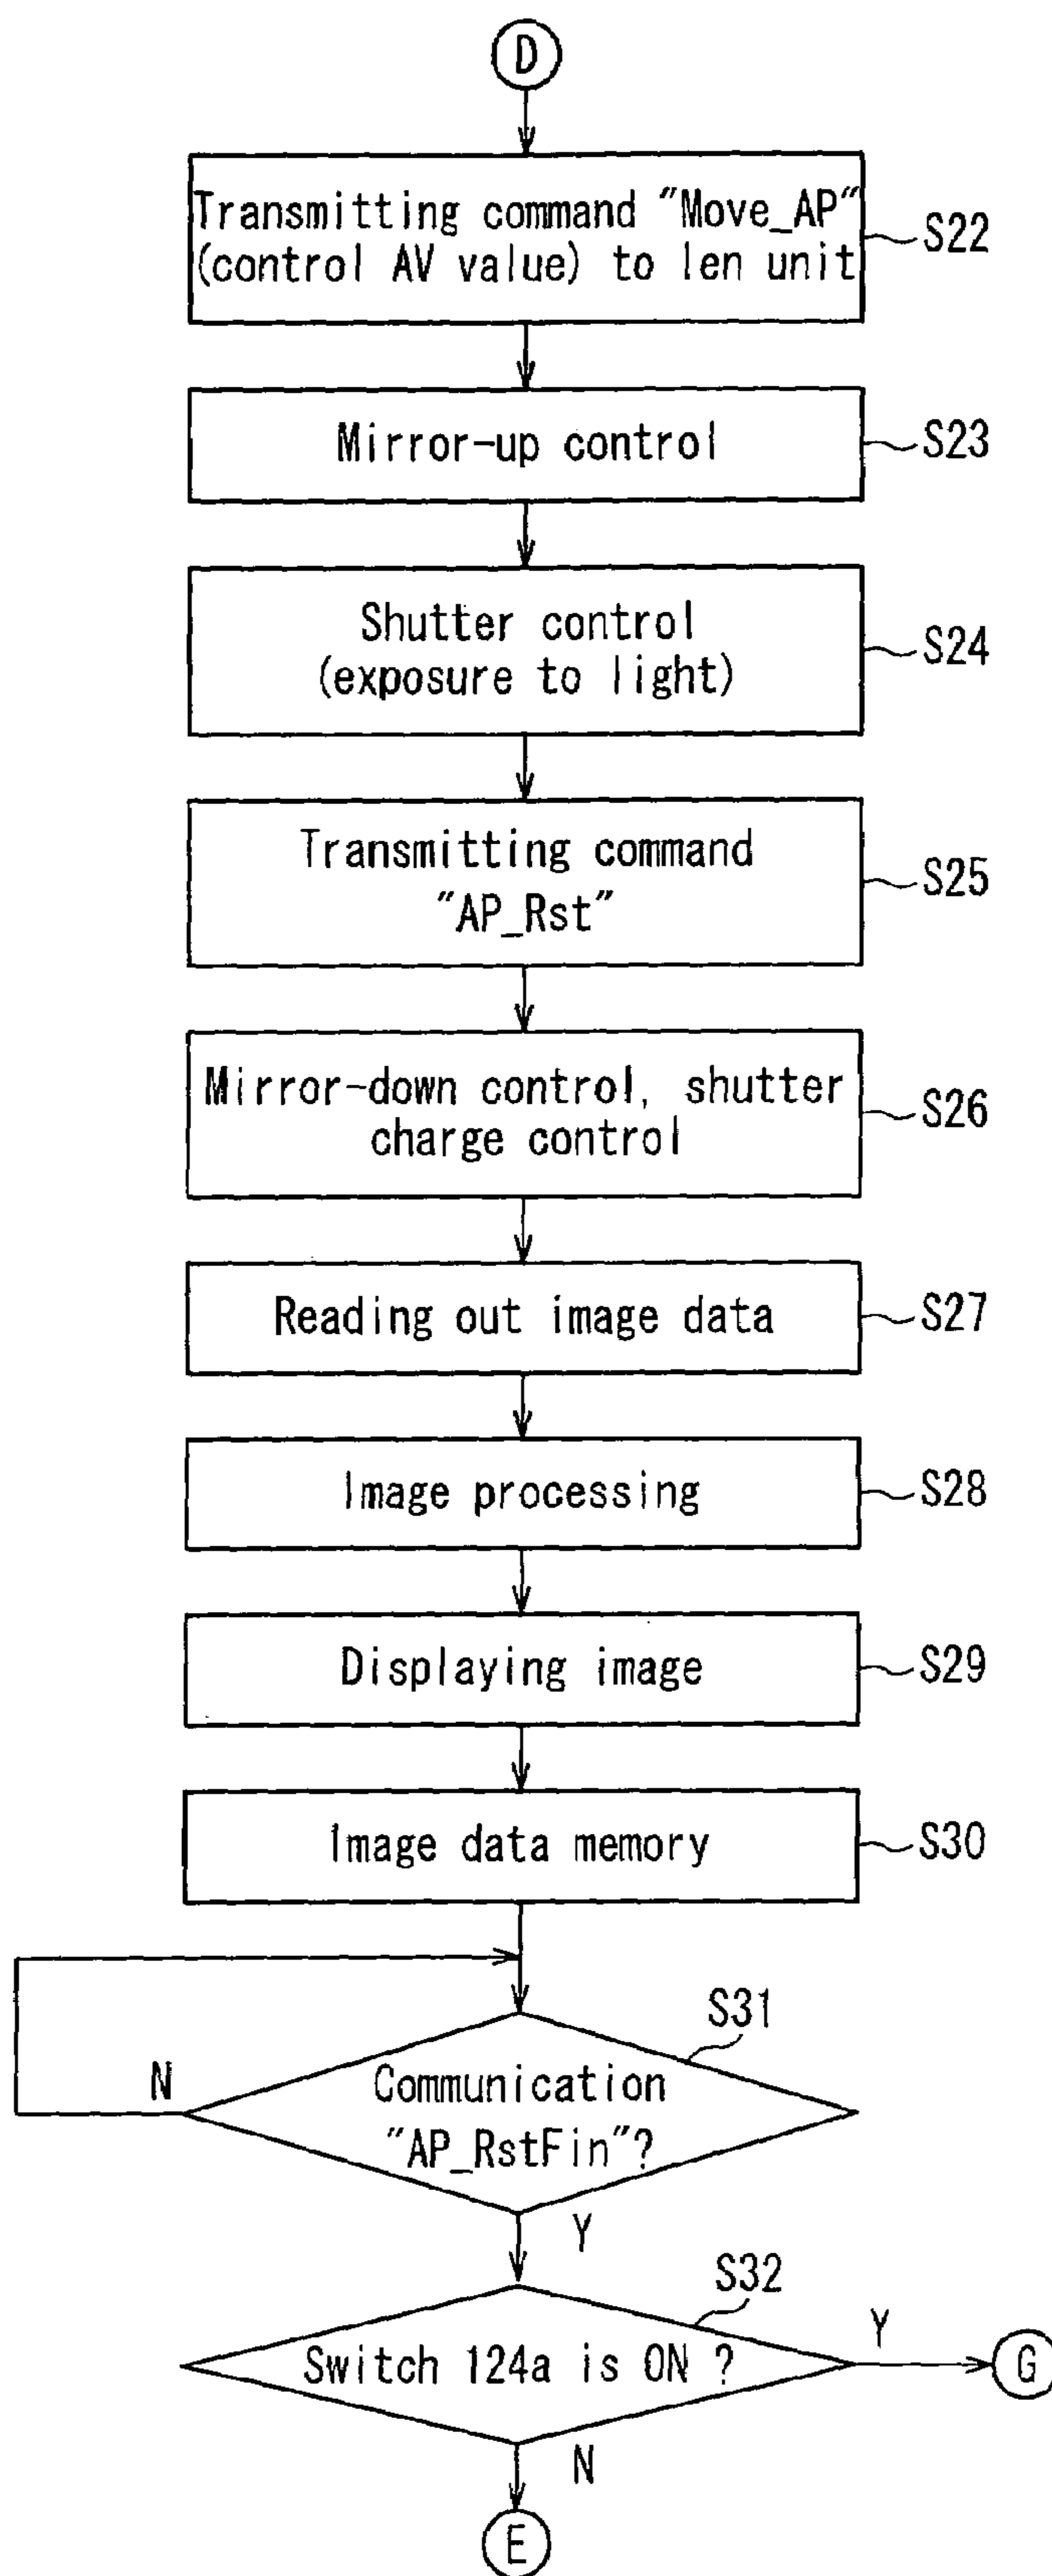 D
Transmitting command "Move_AP"
(control AV value) to len unit
S22
Mirror-up control
S23
Shutter control
(exposure to light)
S24
Transmitting command
"AP_Rst"
S25
Mirror-down control, shutter
charge control
S26
Reading out image data
S27
Image processing
S28
Displaying image
S29
Image data memory
S30
S31
N
Communication
"AP_RstFin"?
Y
S32
Switch 124a is ON ?
Y
G
N
E